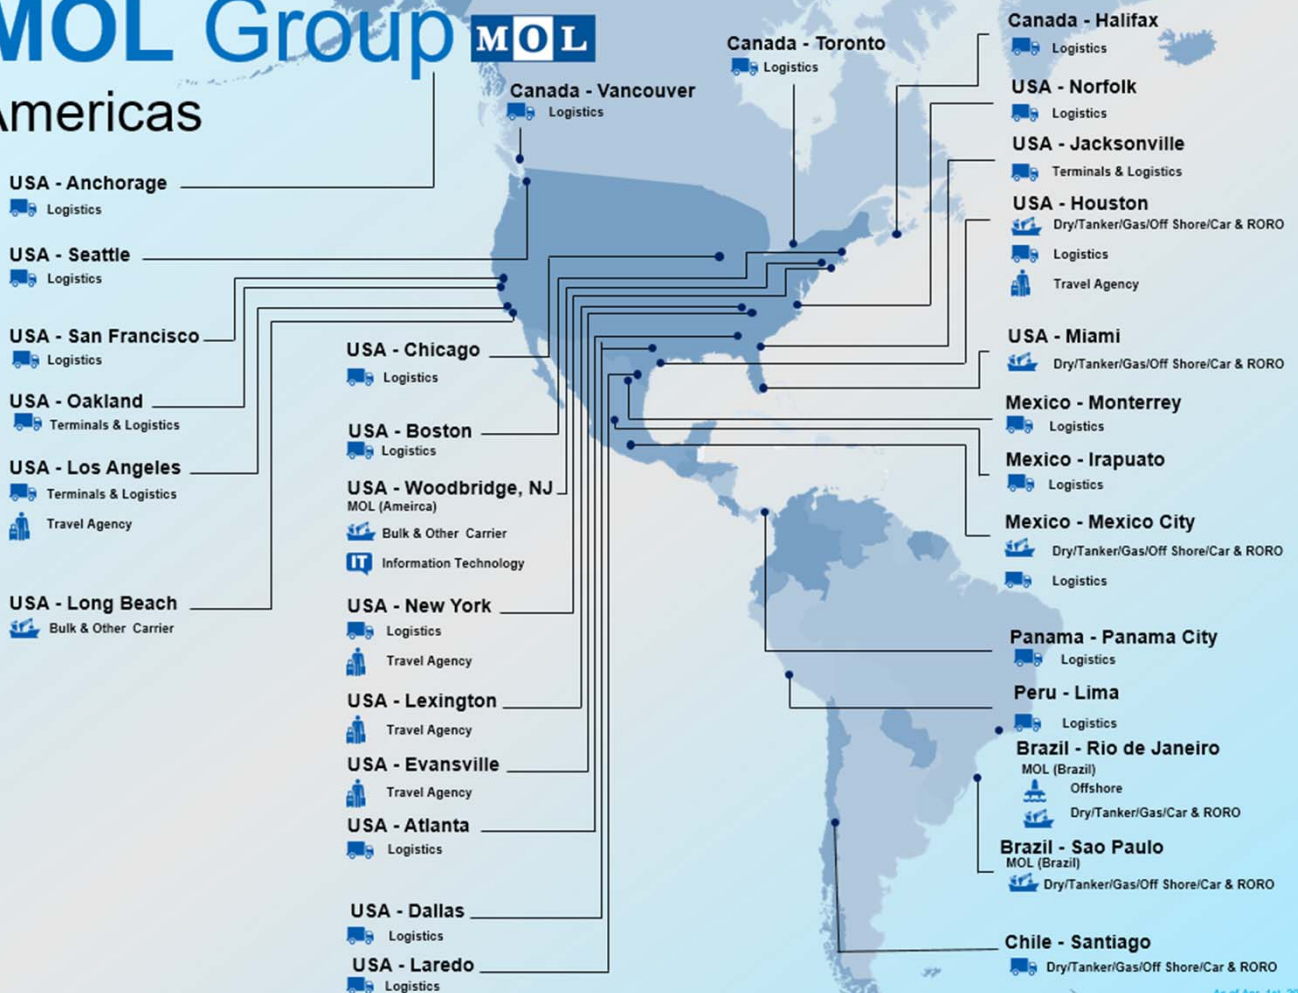 MOL Group MOL
Americas
USA - Anchorage
Logistics
USA - Seattle
Logistics
USA - San Francisco
Logistics
USA - Oakland
Terminals & Logistics
USA - Los Angeles
Terminals & Logistics
Travel Agency
USA - Long Beach
Bulk & Other Carrier
Canada - Vancouver
Logistics
Canada - Toronto
Logistics
USA - Chicago
Logistics
USA - Boston
Logistics
USA - Woodbridge, NJ
MOL (Ameirca)
Bulk & Other Carrier
IT Information Technology
USA - New York
Logistics
Travel Agency
USA - Lexington
Travel Agency
USA - Evansville
Travel Agency
USA - Atlanta
Logistics
USA - Dallas
Logistics
USA - Laredo
Logistics
Canada - Halifax
Logistics
USA - Norfolk
Logistics
USA - Jacksonville
Terminals & Logistics
USA - Houston
Dry/Tanker/Gas/Off Shore/Car & RORO
Logistics
Travel Agency
USA - Miami
Dry/Tanker/Gas/Off Shore/Car & RORO
Mexico - Monterrey
Logistics
Mexico - Irapuato
Logistics
Mexico - Mexico City
Dry/Tanker/Gas/Off Shore/Car & RORO
Logistics
Panama - Panama City
Logistics
Peru - Lima
Logistics
Brazil - Rio de Janeiro
MOL (Brazil)
Offshore
Dry/Tanker/Gas/Car & RORO
Brazil - Sao Paulo
MOL (Brazil)
Dry/Tanker/Gas/Off Shore/Car & RORO
Chile - Santiago
Dry/Tanker/Gas/Off Shore/Car & RORO